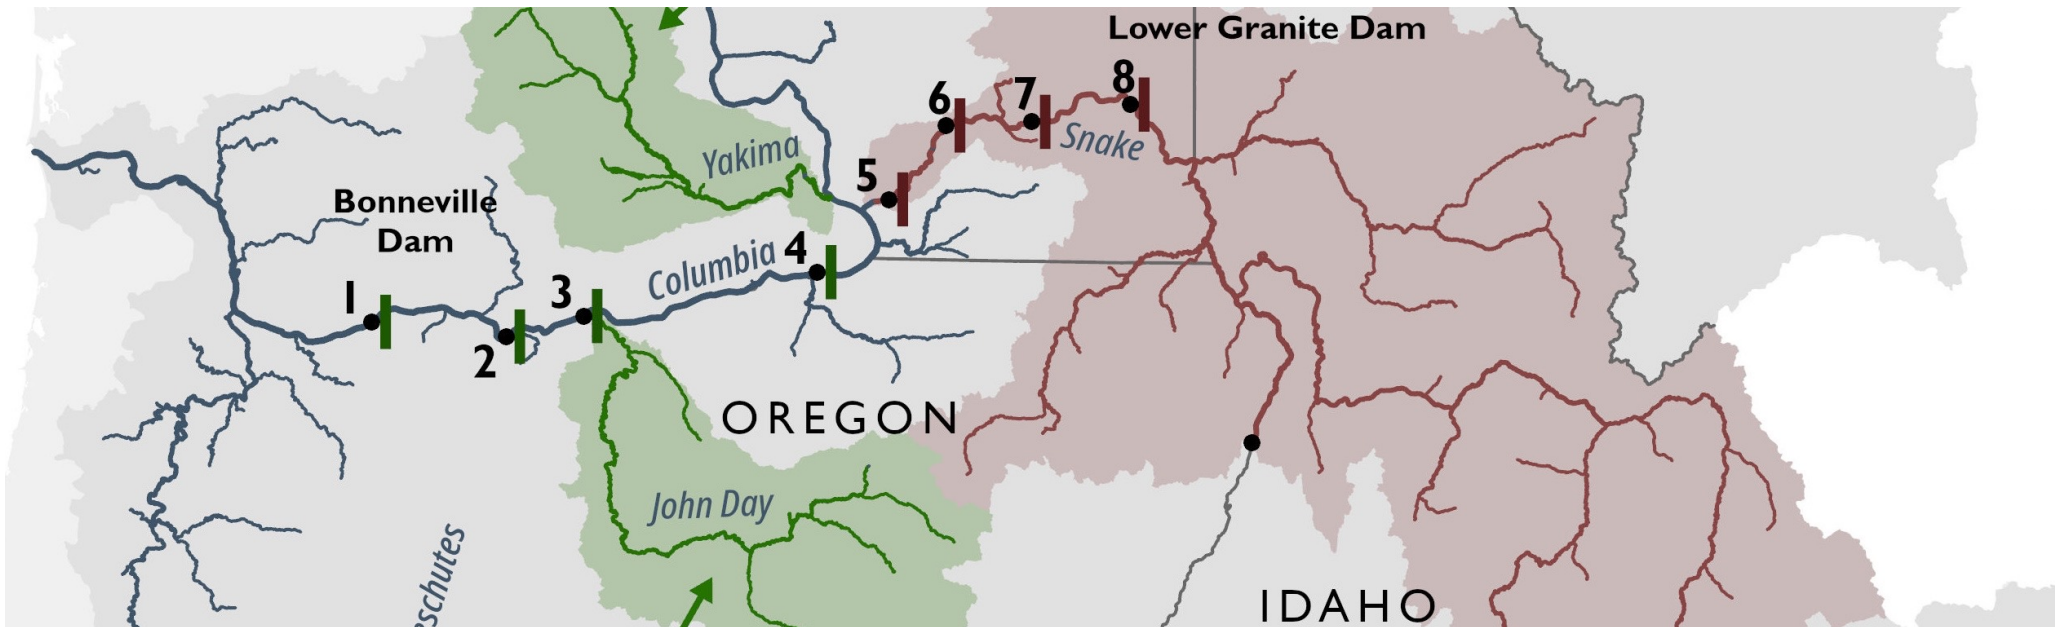 Lower Granite Dam
8
7
6
Snake
Yakima
5
Bonneville
Dam
4
Columbia
3
1
2
OREGON
John Day
eschutes
IDAHO